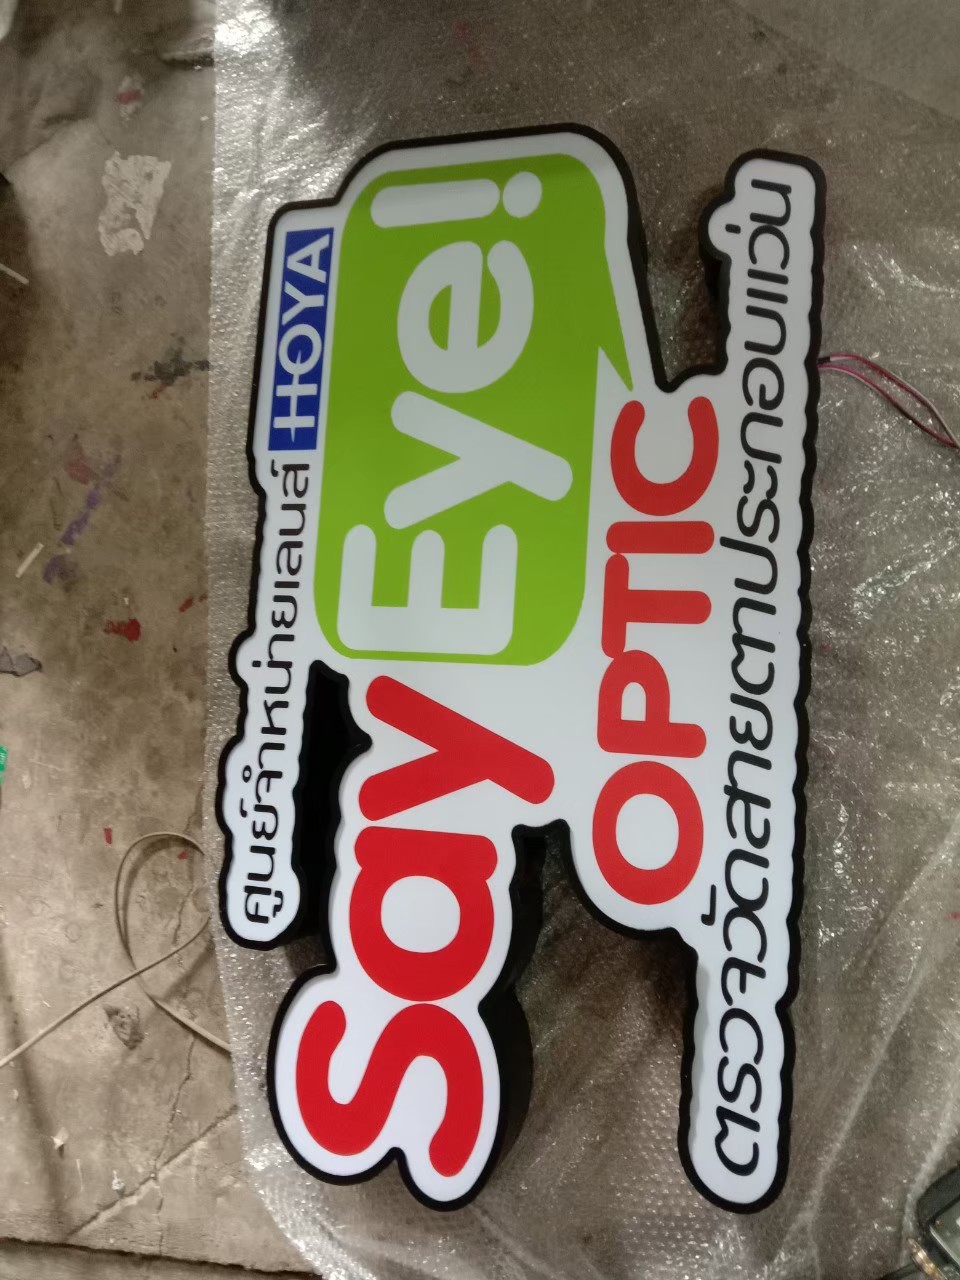 ศูนย์จำหน่ายเลนส์ HOYA
Say Eye!
OPTIC
ตรวจวัดสายตาประกอบแว่น